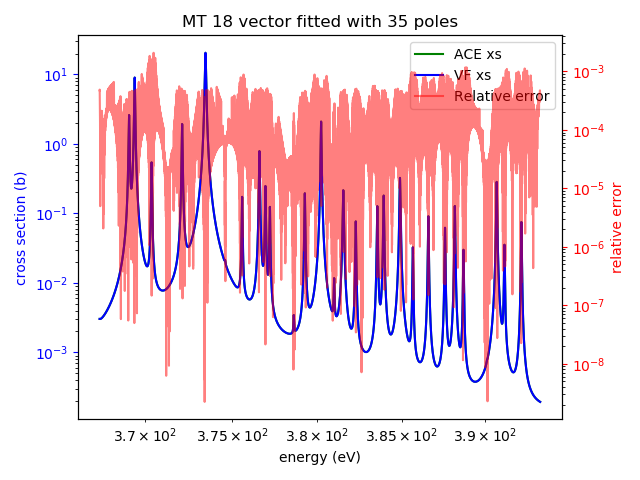 MT 18 vector fitted with 35 poles
ACE xs
VF xs
Relative error
cross section (b)
10¹
10⁰
10⁻¹
10⁻²
10⁻³
10⁻³
10⁻⁴
10⁻⁵
10⁻⁶
10⁻⁷
10⁻⁸
relative error
3.7 × 10² 3.75 × 10² 3.8 × 10² 3.85 × 10² 3.9 × 10²
energy (eV)